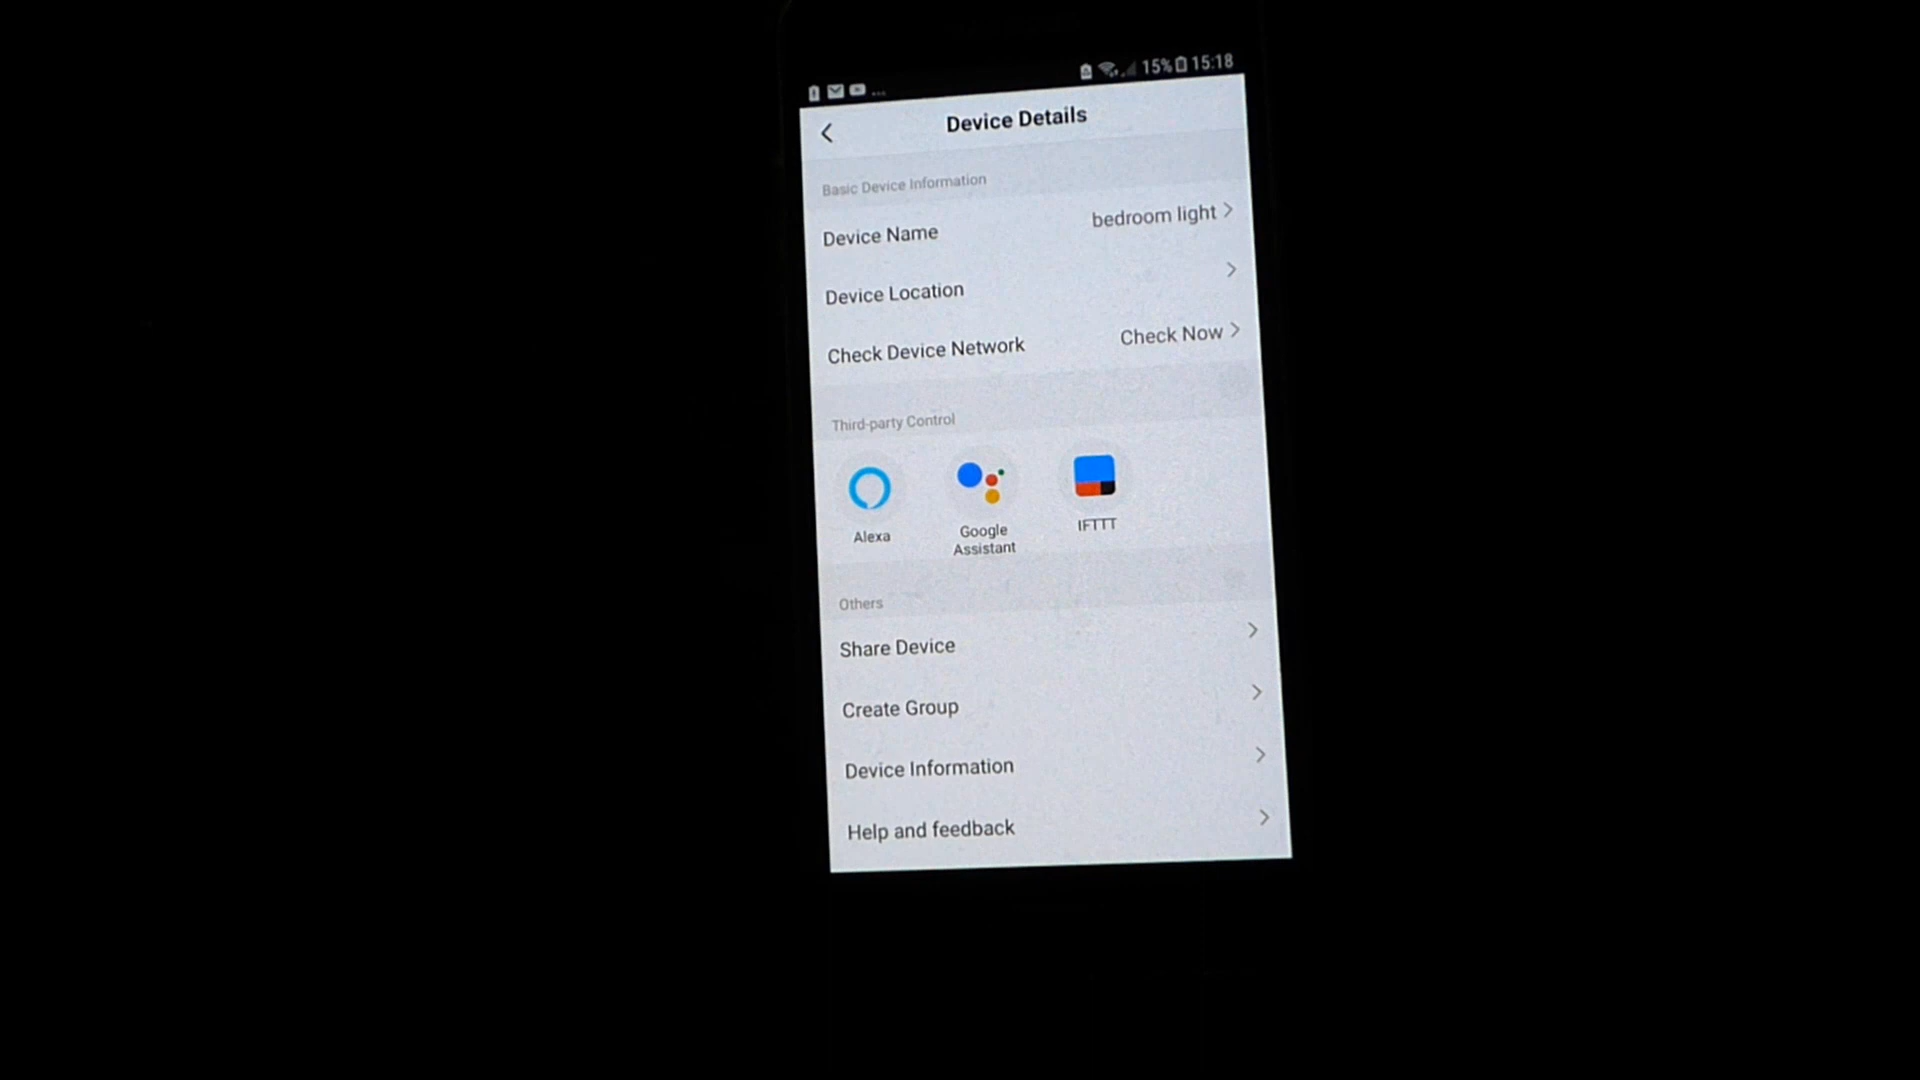 ... 15% 15:18
Device Details
Basic Device Information
Device Name bedroom light
Device Location
Check Device Network Check Now
Third-party Control
Alexa
Google
Assistant
IFTTT
Others
Share Device
Create Group
Device Information
Help and feedback